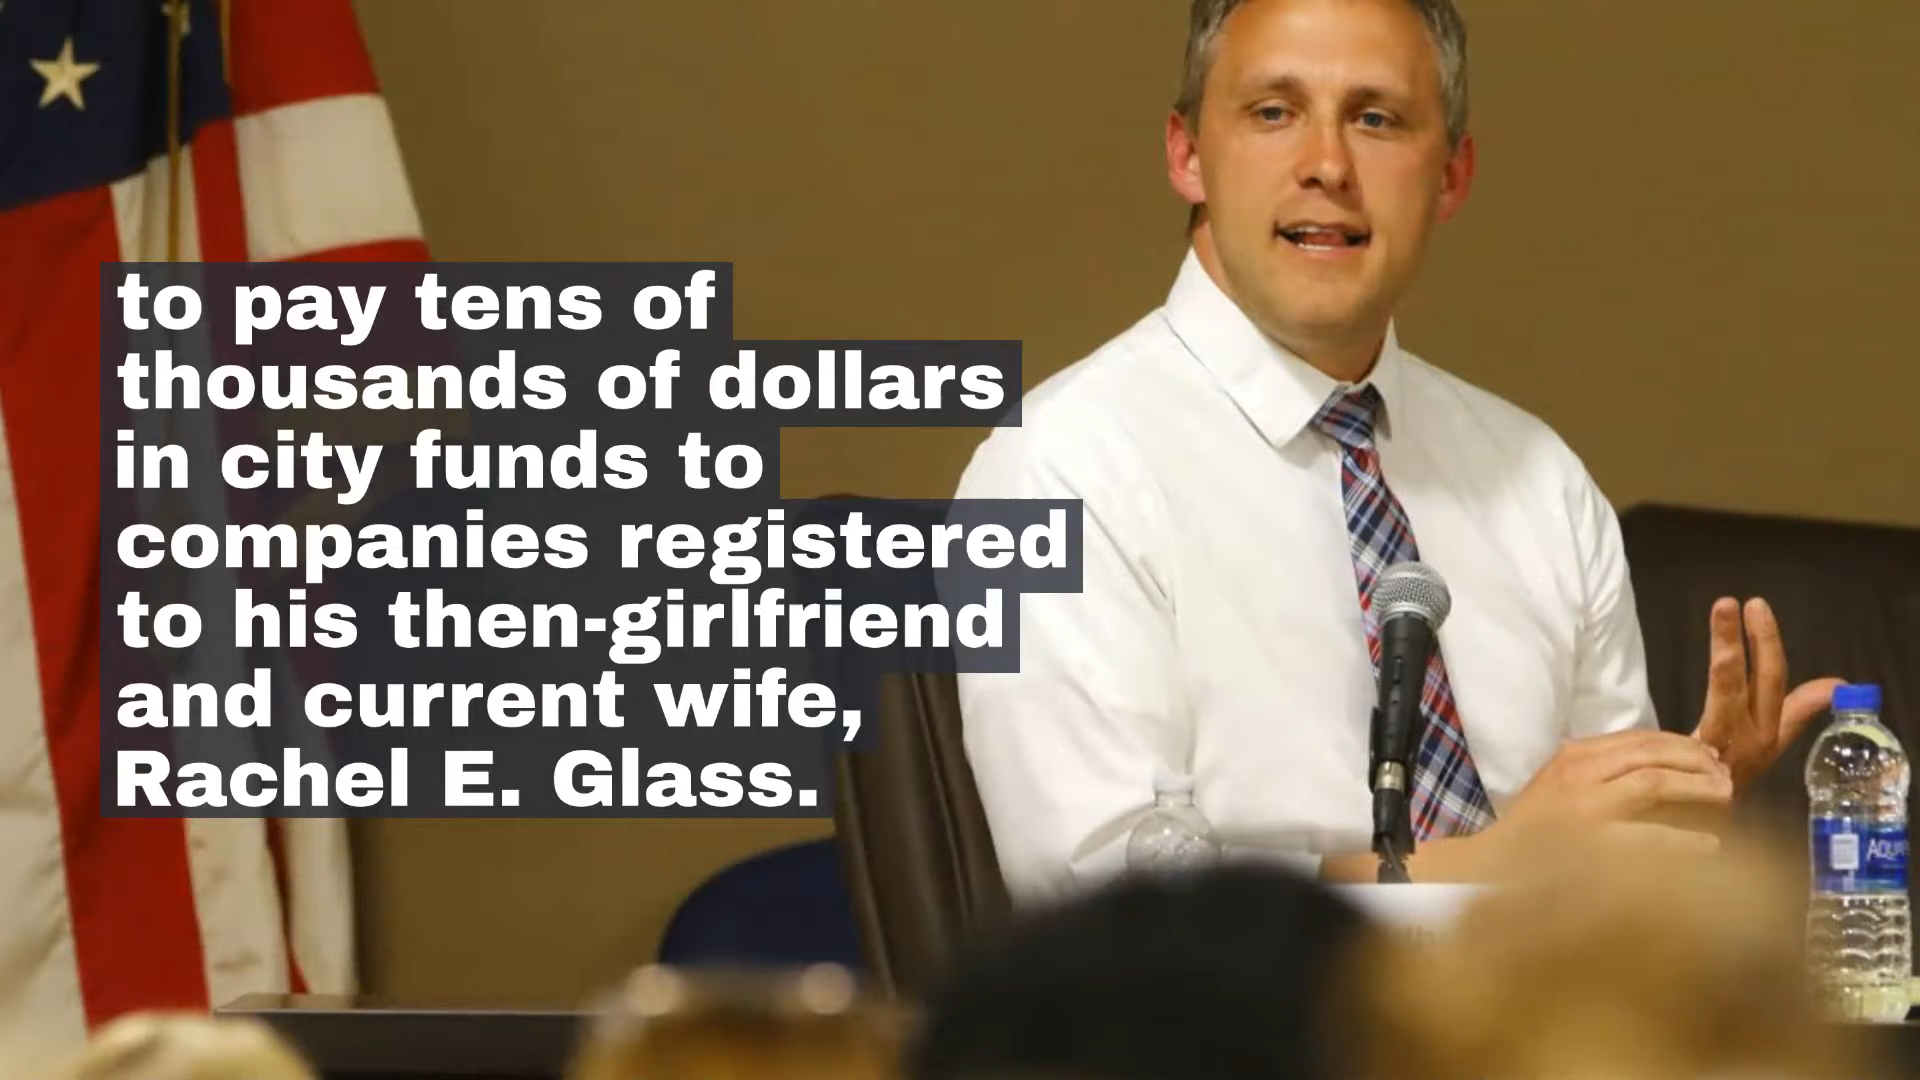 to pay tens of
thousands of dollars
in city funds to
companies registered
to his then-girlfriend
and current wife,
Rachel E. Glass.